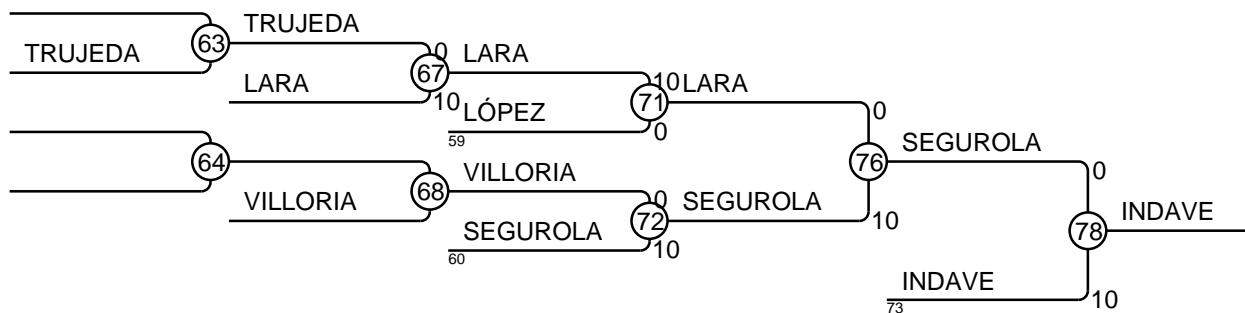 TRUJEDA
63
TRUJEDA
0
67
LARA
10
LARA
10
71
LÓPEZ
59
0
LARA
0
76
SEGUROLA
0
64
68
VILLORIA
VILLORIA
0
72
SEGUROLA
60
10
SEGUROLA
10
78
INDAVE
INDAVE
73
10